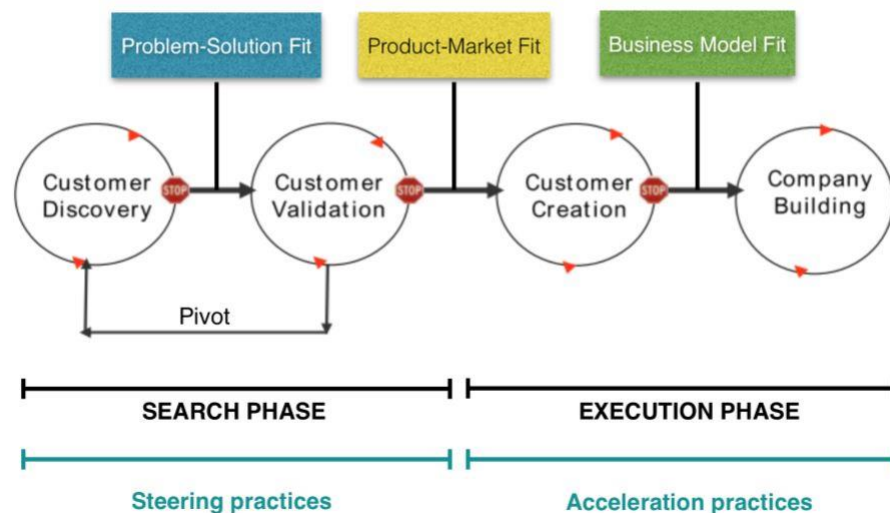 Problem-Solution Fit
Product-Market Fit
Business Model Fit
Customer
Discovery
STOP
Customer
Validation
STOP
Customer
Creation
STOP
Company
Building
Pivot
SEARCH PHASE
EXECUTION PHASE
Steering practices
Acceleration practices